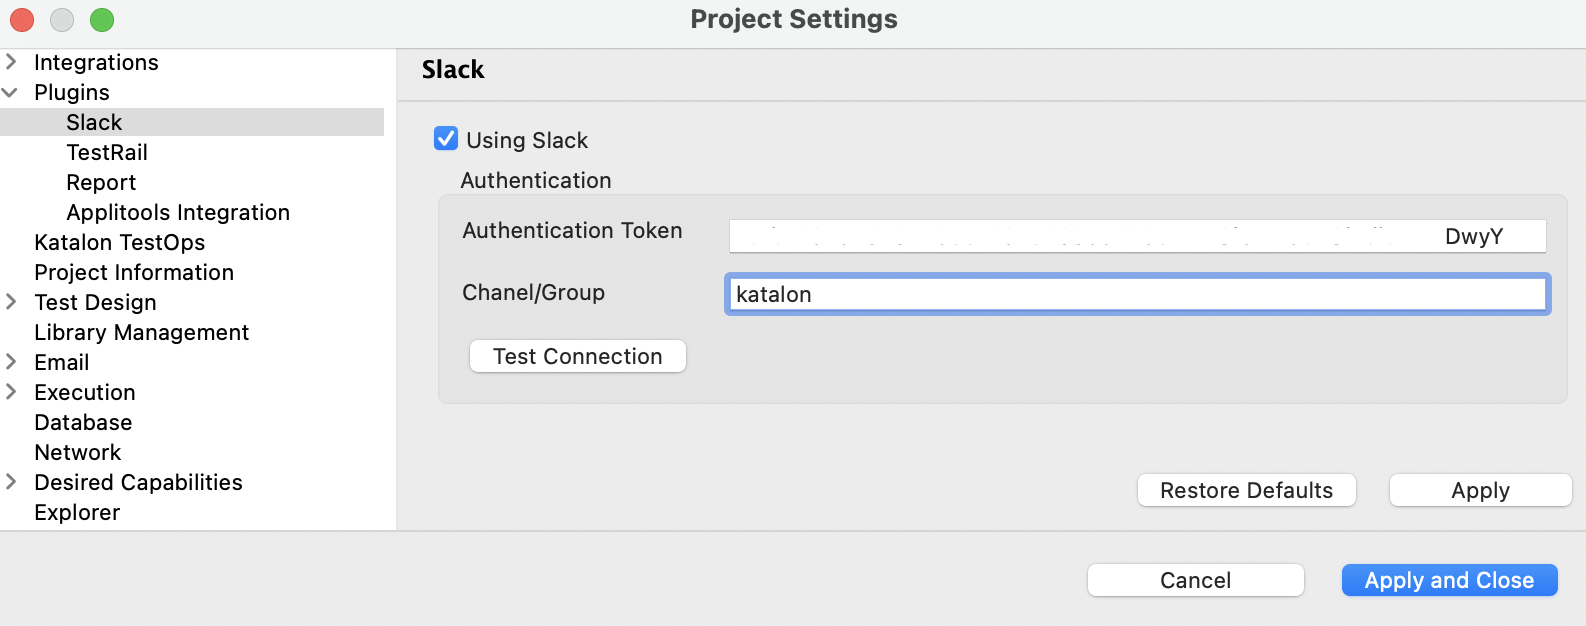 Project Settings
Integrations
Plugins
Slack
TestRail
Report
Applitools Integration
Katalon TestOps
Project Information
Test Design
Library Management
Email
Execution
Database
Network
Desired Capabilities
Explorer
Slack
Using Slack
Authentication
Authentication Token DwyY
Chanel/Group katalon
Test Connection
Restore Defaults Apply
Cancel Apply and Close